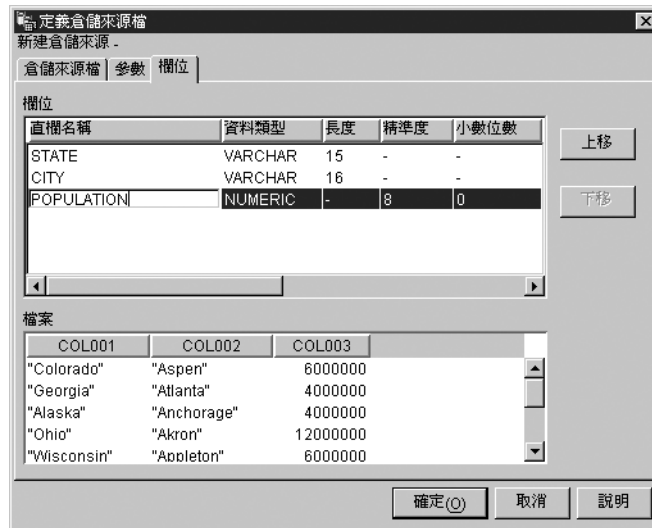 定義倉儲來源檔
新建倉儲來源 -
倉儲來源檔 參數 欄位
欄位
直欄名稱 資料類型 長度 精準度 小數位數
上移
STATE VARCHAR 15 - -
CITY VARCHAR 16 - -
POPULATION NUMERIC - 8 0
下移
檔案
COL001 COL002 COL003
"Colorado" "Aspen" 6000000
"Georgia" "Atlanta" 4000000
"Alaska" "Anchorage" 4000000
"Ohio" "Akron" 12000000
"Wisconsin" "Appleton" 6000000
確定(O) 取消 說明